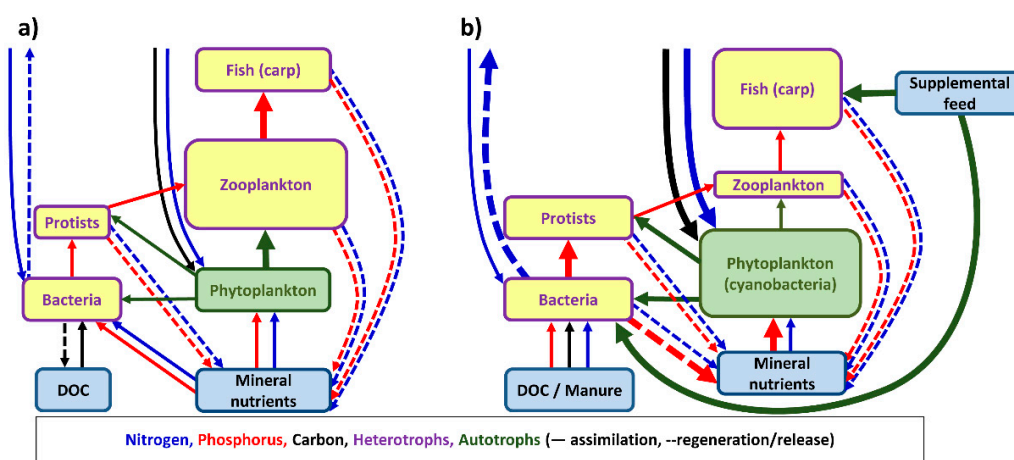 a)
Fish (carp)
Zooplankton
Protists
Bacteria
Phytoplankton
DOC
Mineral
nutrients
b)
Fish (carp)
Supplemental
feed
Zooplankton
Protists
Phytoplankton
(cyanobacteria)
Bacteria
DOC / Manure
Mineral
nutrients
Nitrogen, Phosphorus, Carbon, Heterotrophs, Autotrophs (— assimilation, --regeneration/release)